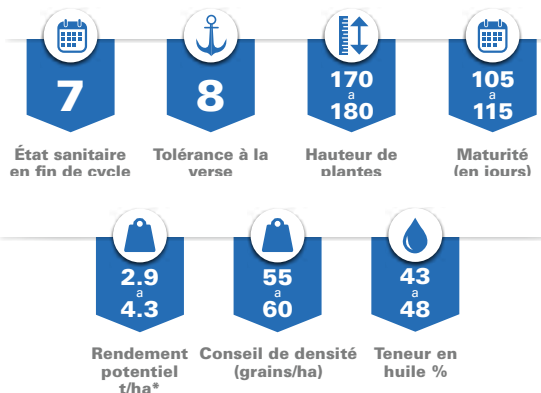 7
8
170
a
180
105
a
115
État sanitaire
en fin de cycle
Tolérance à la
verse
Hauteur de
plantes
Maturité
(en jours)
2.9
a
4.3
55
a
60
43
a
48
Rendement
potentiel
t/ha*
Conseil de densité
(grains/ha)
Teneur en
huile %